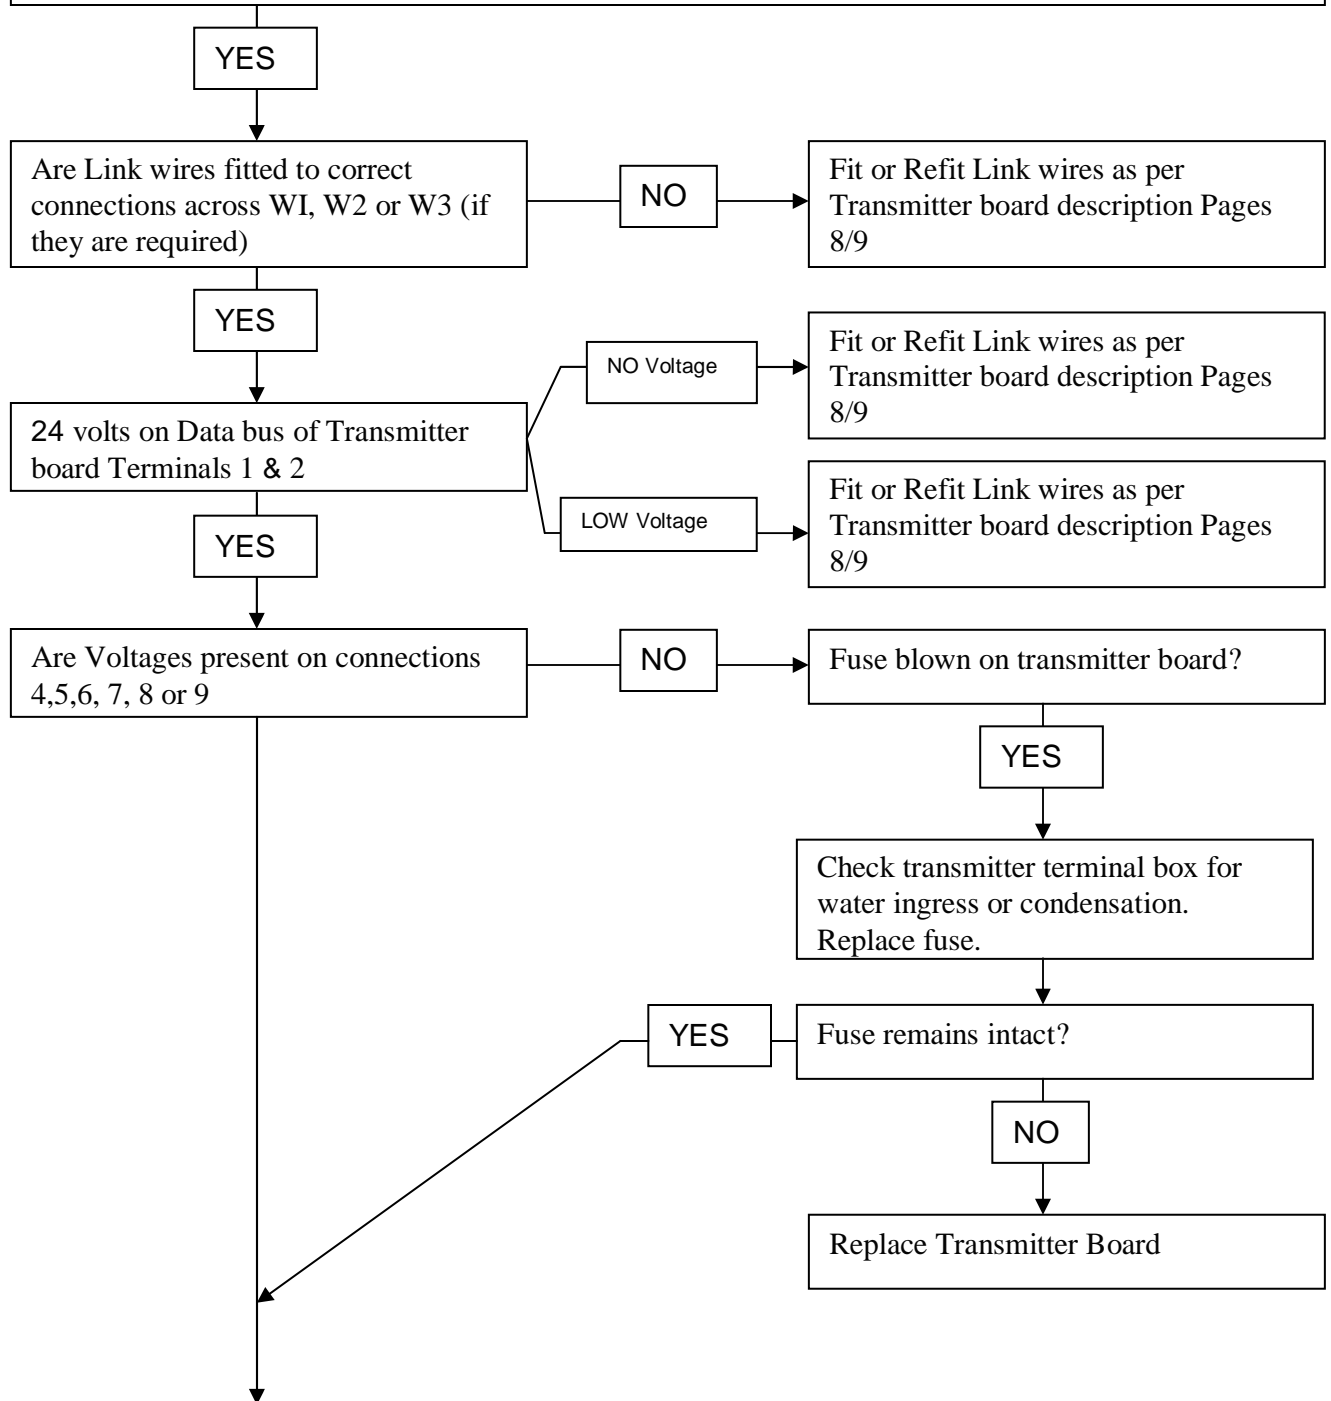 YES
Are Link wires fitted to correct
connections across WI, W2 or W3 (if
they are required)
NO
Fit or Refit Link wires as per
Transmitter board description Pages
8/9
YES
NO Voltage
Fit or Refit Link wires as per
Transmitter board description Pages
8/9
24 volts on Data bus of Transmitter
board Terminals 1 & 2
LOW Voltage
Fit or Refit Link wires as per
Transmitter board description Pages
8/9
YES
Are Voltages present on connections
4,5,6, 7, 8 or 9
NO
Fuse blown on transmitter board?
YES
Check transmitter terminal box for
water ingress or condensation.
Replace fuse.
YES
Fuse remains intact?
NO
Replace Transmitter Board